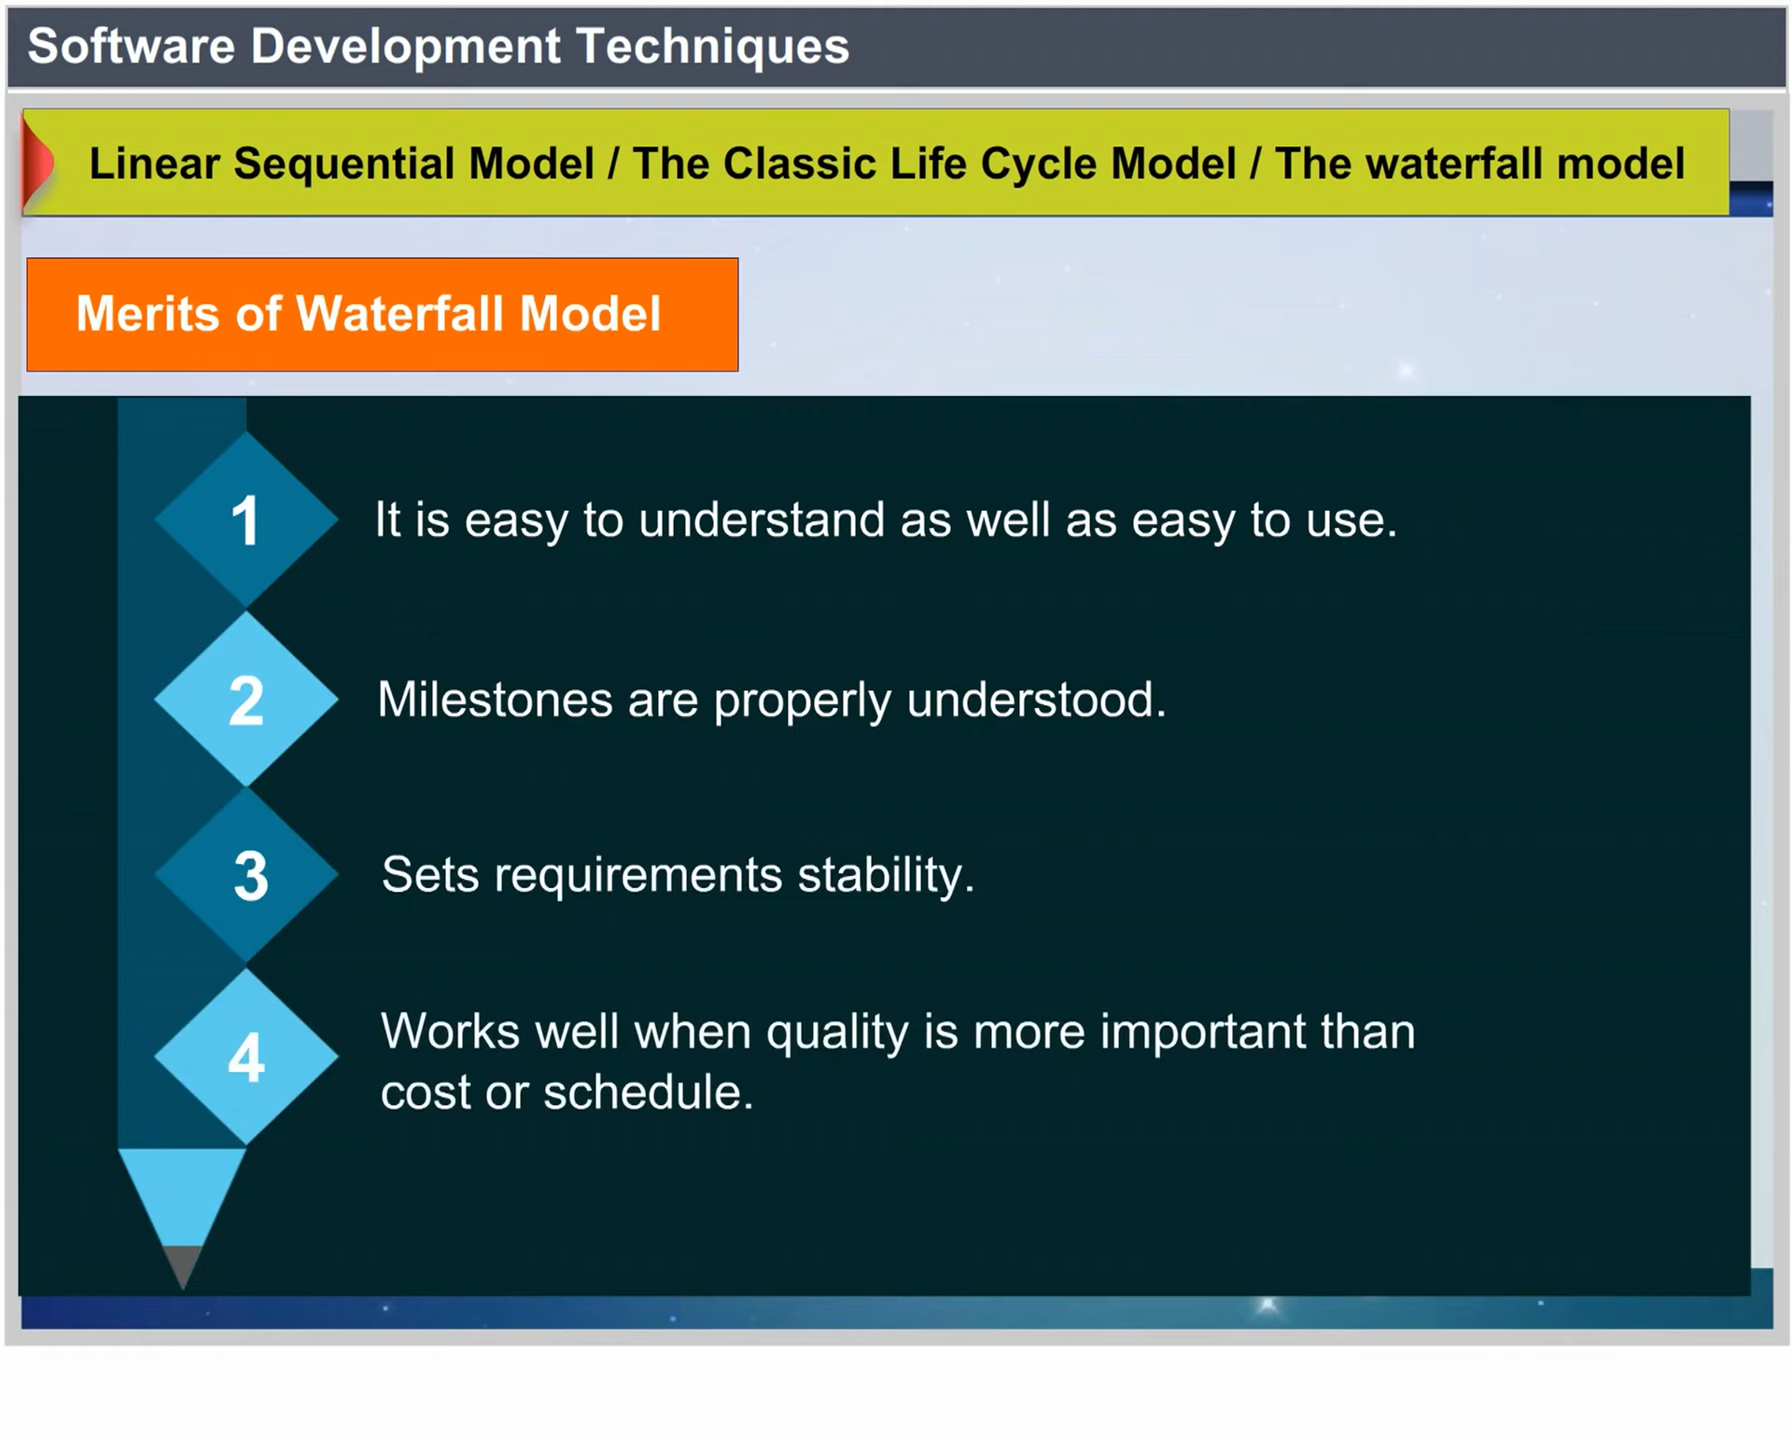 Software Development Techniques
Linear Sequential Model / The Classic Life Cycle Model / The waterfall model
Merits of Waterfall Model
1 It is easy to understand as well as easy to use.
2 Milestones are properly understood.
3 Sets requirements stability.
4 Works well when quality is more important than
cost or schedule.